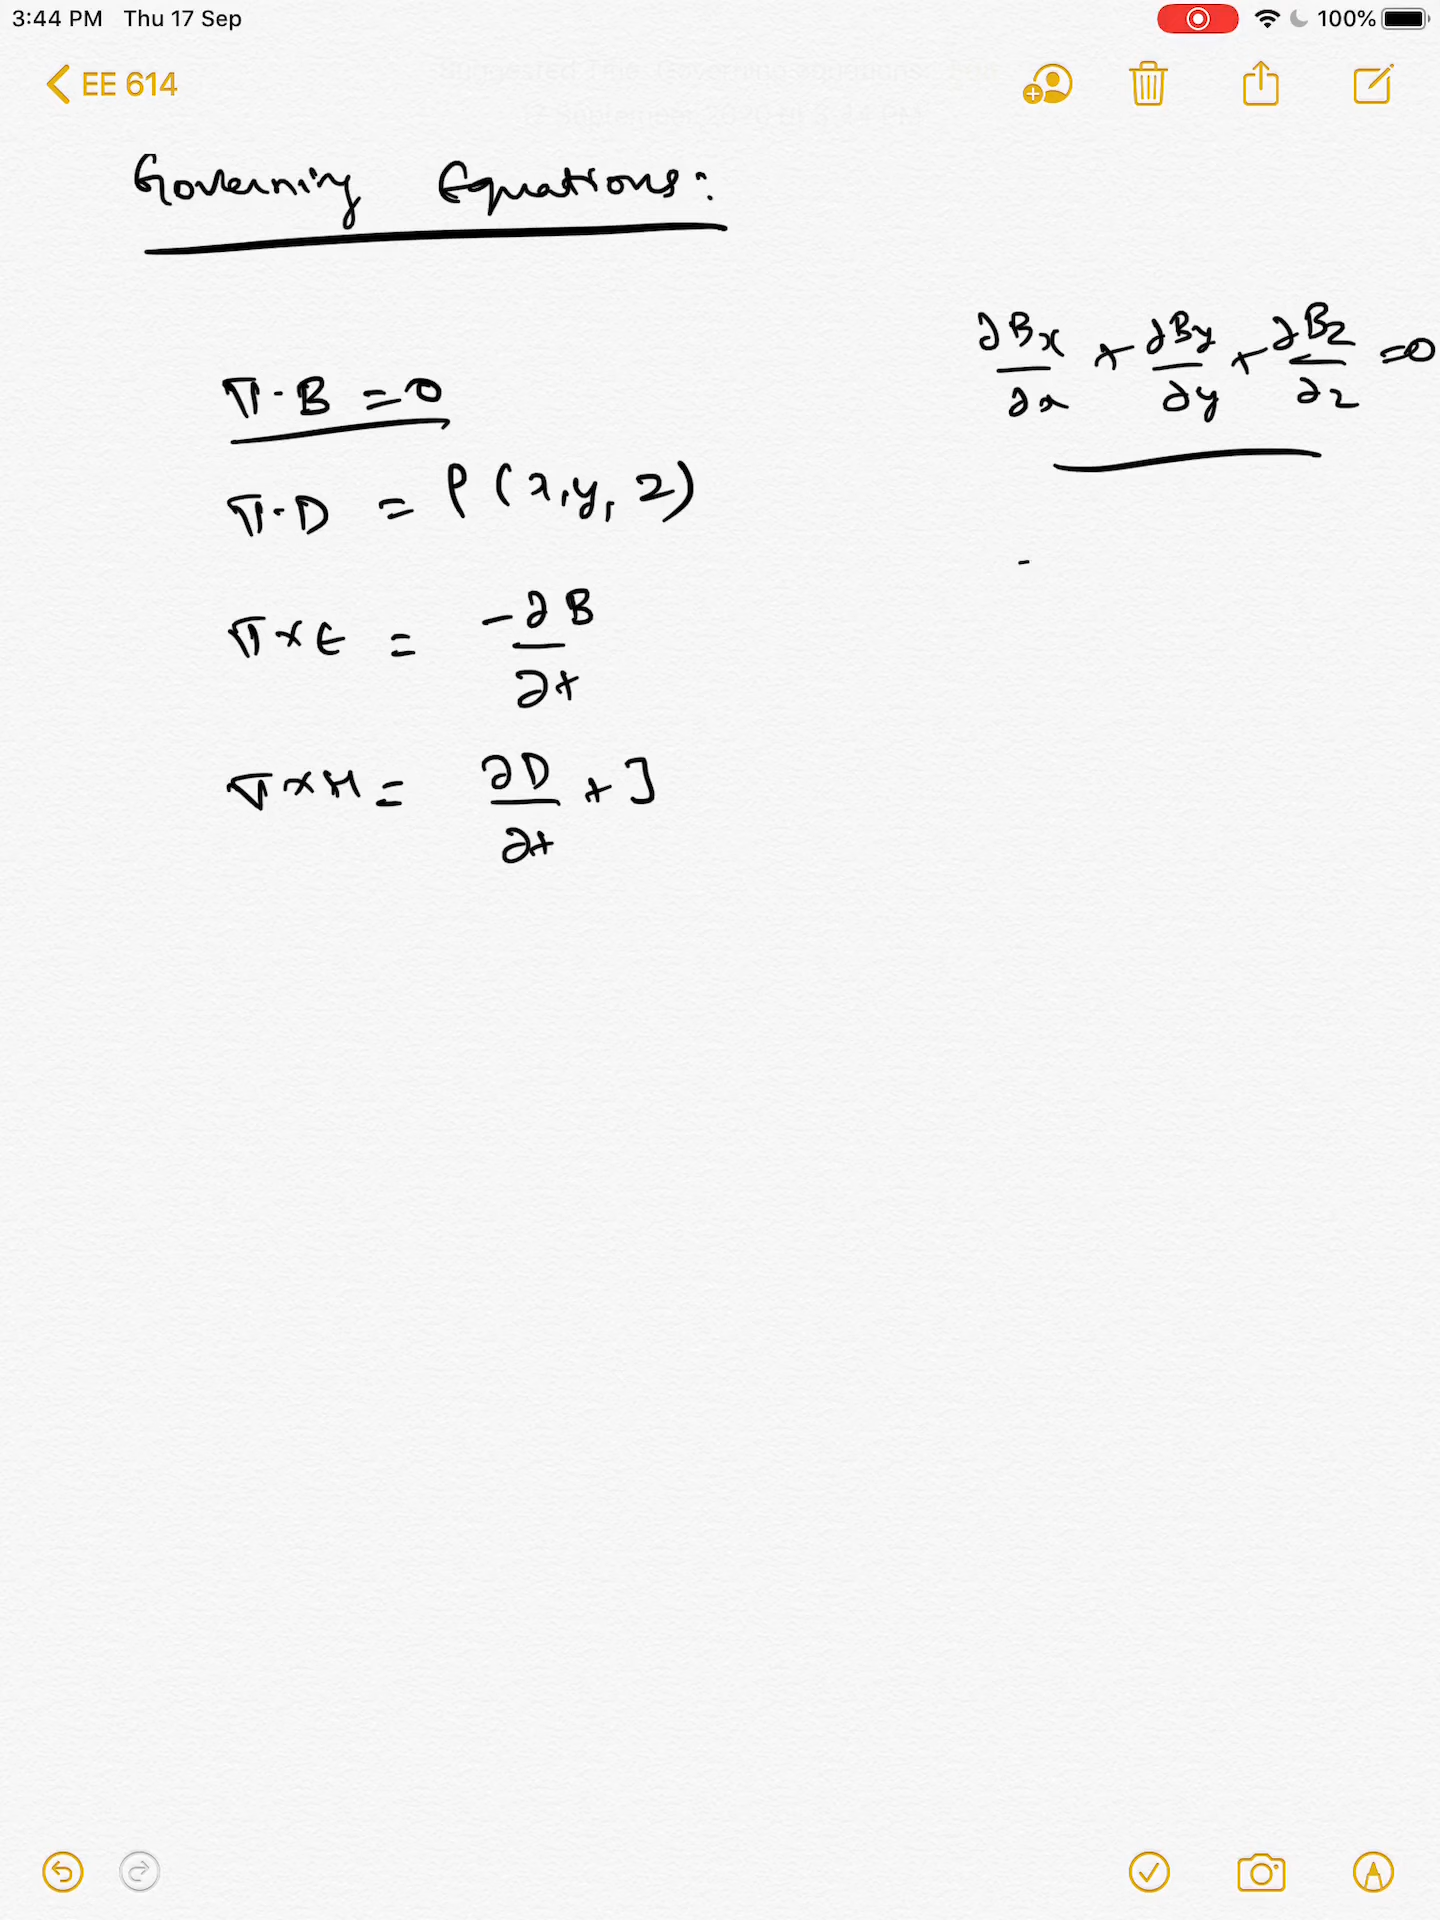 3:44 PM Thu 17 Sep 100%
EE 614
Governing Equations:
∇·B = 0
∂Bx/∂x + ∂By/∂y + ∂Bz/∂z = 0
∇·D = ρ(x,y,z)
∇×E = -∂B/∂t
∇×H = ∂D/∂t + J